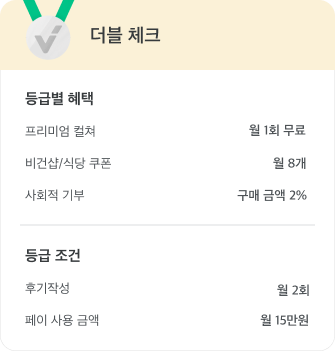 더블 체크
등급별 혜택
프리미엄 컬쳐 월 1회 무료
비건샵/식당 쿠폰 월 8개
사회적 기부 구매 금액 2%
등급 조건
후기작성 월 2회
페이 사용 금액 월 15만원